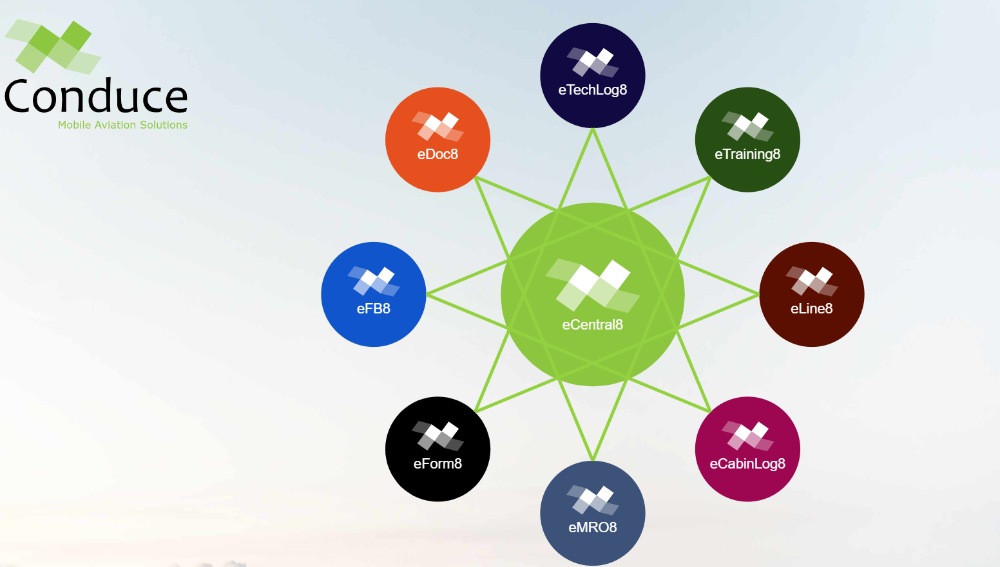 Conduce
Mobile Aviation Solutions
eTechLog8
eDoc8
eTraining8
eFB8
eCentral8
eLine8
eForm8
eCabinLog8
eMRO8